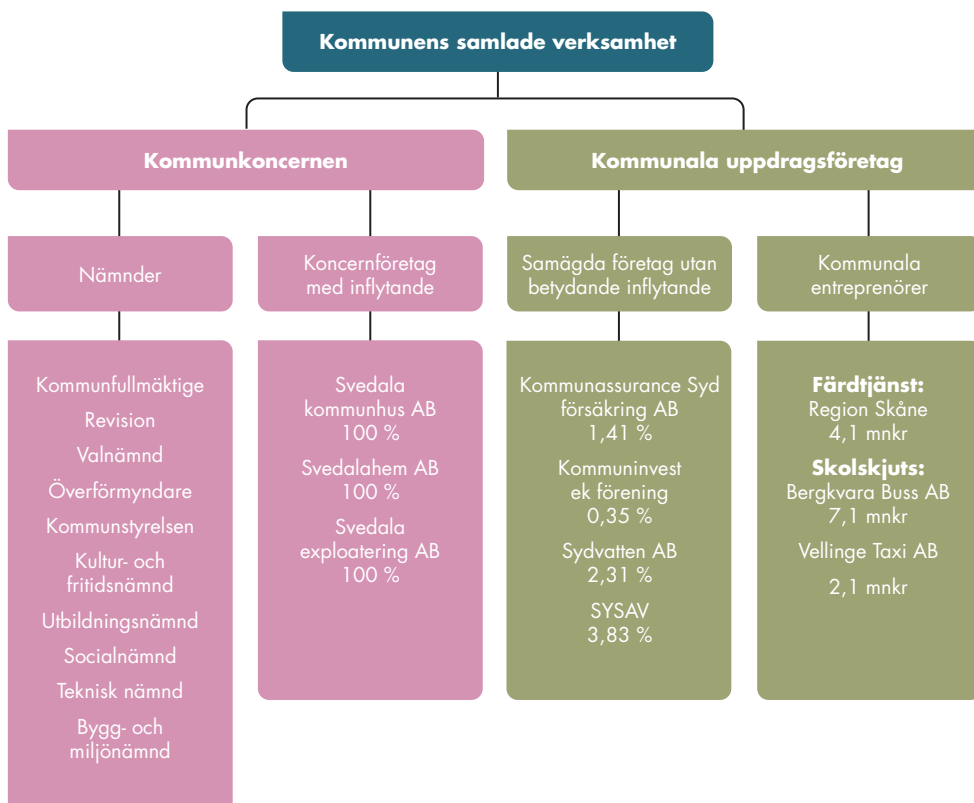 Kommunens samlade verksamhet
Kommunkoncernen
Kommunala uppdragsföretag
Nämnder
Koncernföretag
med inflytande
Samägda företag utan
betydande inflytande
Kommunala
entreprenörer
Kommunfullmäktige
Revision
Valnämnd
Överförmyndare
Kommunstyrelsen
Kultur- och
fritidsnämnd
Utbildningsnämnd
Socialnämnd
Teknisk nämnd
Bygg- och
miljönämnd
Svedala
kommunhus AB
100 %
Svedalahem AB
100 %
Svedala
exploatering AB
100 %
Kommunassurance Syd
försäkring AB
1,41 %
Kommuninvest
ek förening
0,35 %
Sydvatten AB
2,31 %
SYSAV
3,83 %
Färdtjänst:
Region Skåne
4,1 mnkr
Skolskjuts:
Bergkvara Buss AB
7,1 mnkr
Vellinge Taxi AB
2,1 mnkr